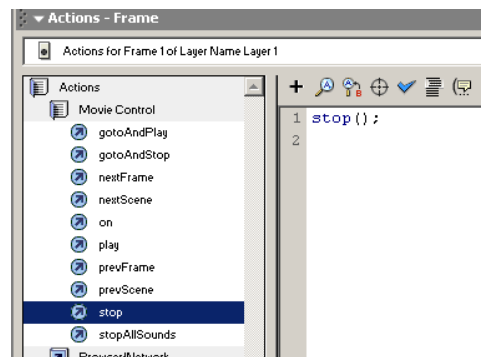 Actions - Frame
Actions for Frame 1 of Layer Name Layer 1
Actions
Movie Control
gotoAndPlay
gotoAndStop
nextFrame
nextScene
on
play
prevFrame
prevScene
stop
stopAllSounds
Browser/Network
1 stop();
2